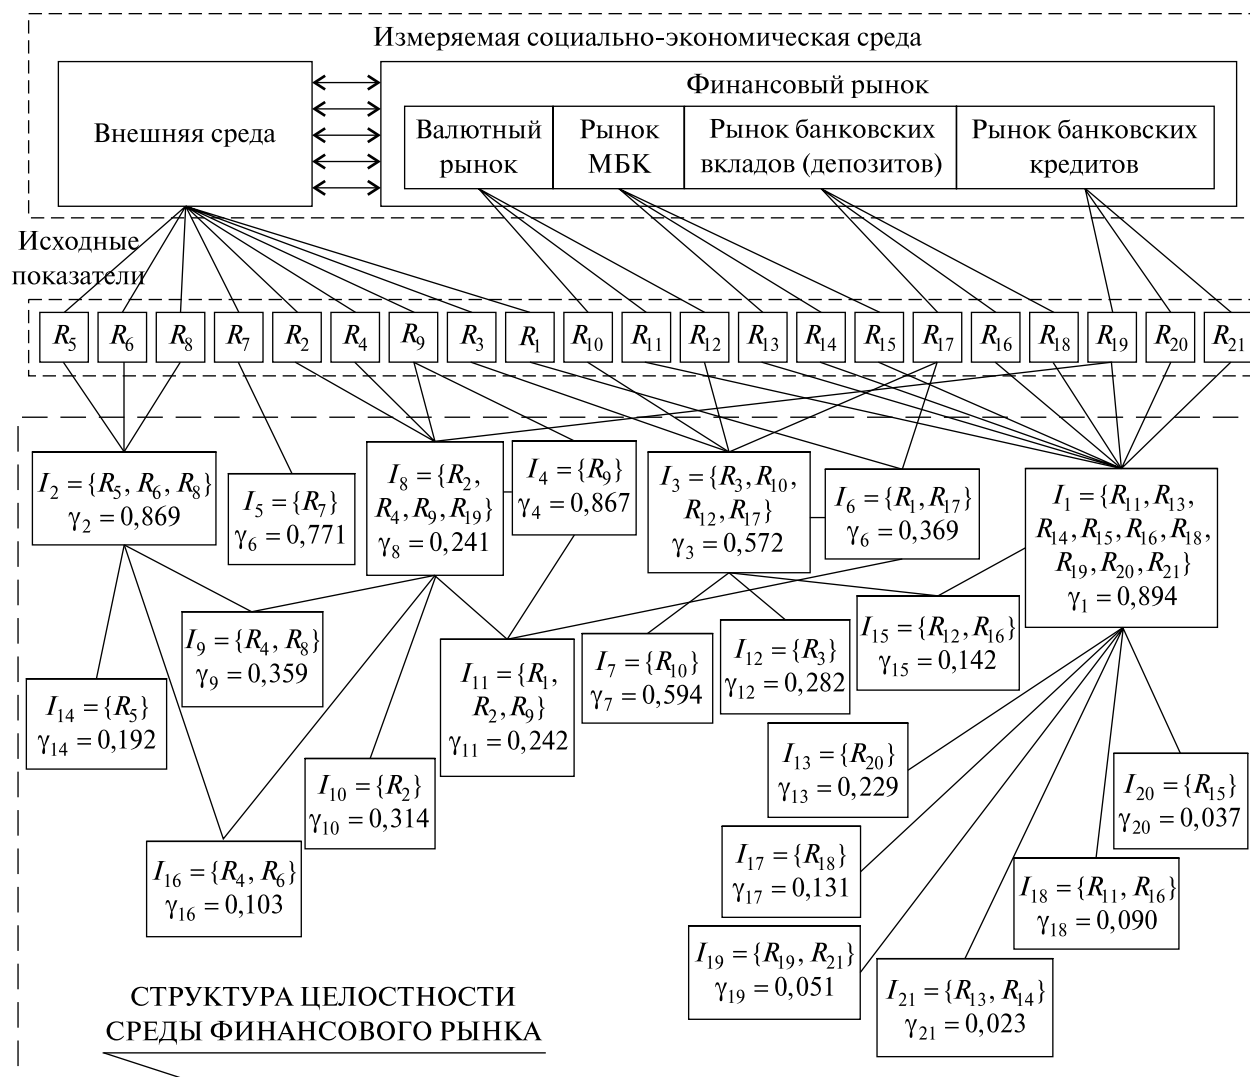 Измеряемая социально-экономическая среда
Внешняя среда
Финансовый рынок
Валютный
рынок
Рынок
МБК
Рынок банковских
вкладов (депозитов)
Рынок банковских
кредитов
Исходные
показатели
R₅ R₆ R₈ R₇ R₂ R₄ R₉ R₃ R₁ R₁₀ R₁₁ R₁₂ R₁₃ R₁₄ R₁₅ R₁₇ R₁₆ R₁₈ R₁₉ R₂₀ R₂₁
I₂ = {R₅, R₆, R₈}
γ₂ = 0,869
I₅ = {R₇}
γ₆ = 0,771
I₈ = {R₂,
R₄, R₉, R₁₉}
γ₈ = 0,241
I₄ = {R₉}
γ₄ = 0,867
I₃ = {R₃, R₁₀,
R₁₂, R₁₇}
γ₃ = 0,572
I₆ = {R₁, R₁₇}
γ₆ = 0,369
I₁ = {R₁₁, R₁₃,
R₁₄, R₁₅, R₁₆, R₁₈,
R₁₉, R₂₀, R₂₁}
γ₁ = 0,894
I₉ = {R₄, R₈}
γ₉ = 0,359
I₁₁ = {R₁,
R₂, R₉}
γ₁₁ = 0,242
I₇ = {R₁₀}
γ₇ = 0,594
I₁₂ = {R₃}
γ₁₂ = 0,282
I₁₅ = {R₁₂, R₁₆}
γ₁₅ = 0,142
I₁₄ = {R₅}
γ₁₄ = 0,192
I₁₀ = {R₂}
γ₁₀ = 0,314
I₁₃ = {R₂₀}
γ₁₃ = 0,229
I₂₀ = {R₁₅}
γ₂₀ = 0,037
I₁₆ = {R₄, R₆}
γ₁₆ = 0,103
I₁₇ = {R₁₈}
γ₁₇ = 0,131
I₁₈ = {R₁₁, R₁₆}
γ₁₈ = 0,090
I₁₉ = {R₁₉, R₂₁}
γ₁₉ = 0,051
I₂₁ = {R₁₃, R₁₄}
γ₂₁ = 0,023
СТРУКТУРА ЦЕЛОСТНОСТИ
СРЕДЫ ФИНАНСОВОГО РЫНКА